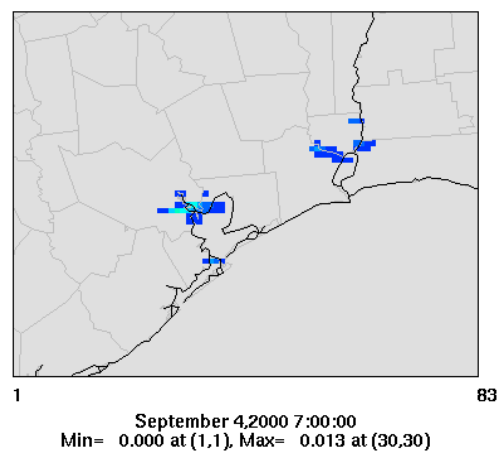 1 83
September 4,2000 7:00:00
Min= 0.000 at (1,1), Max= 0.013 at (30,30)